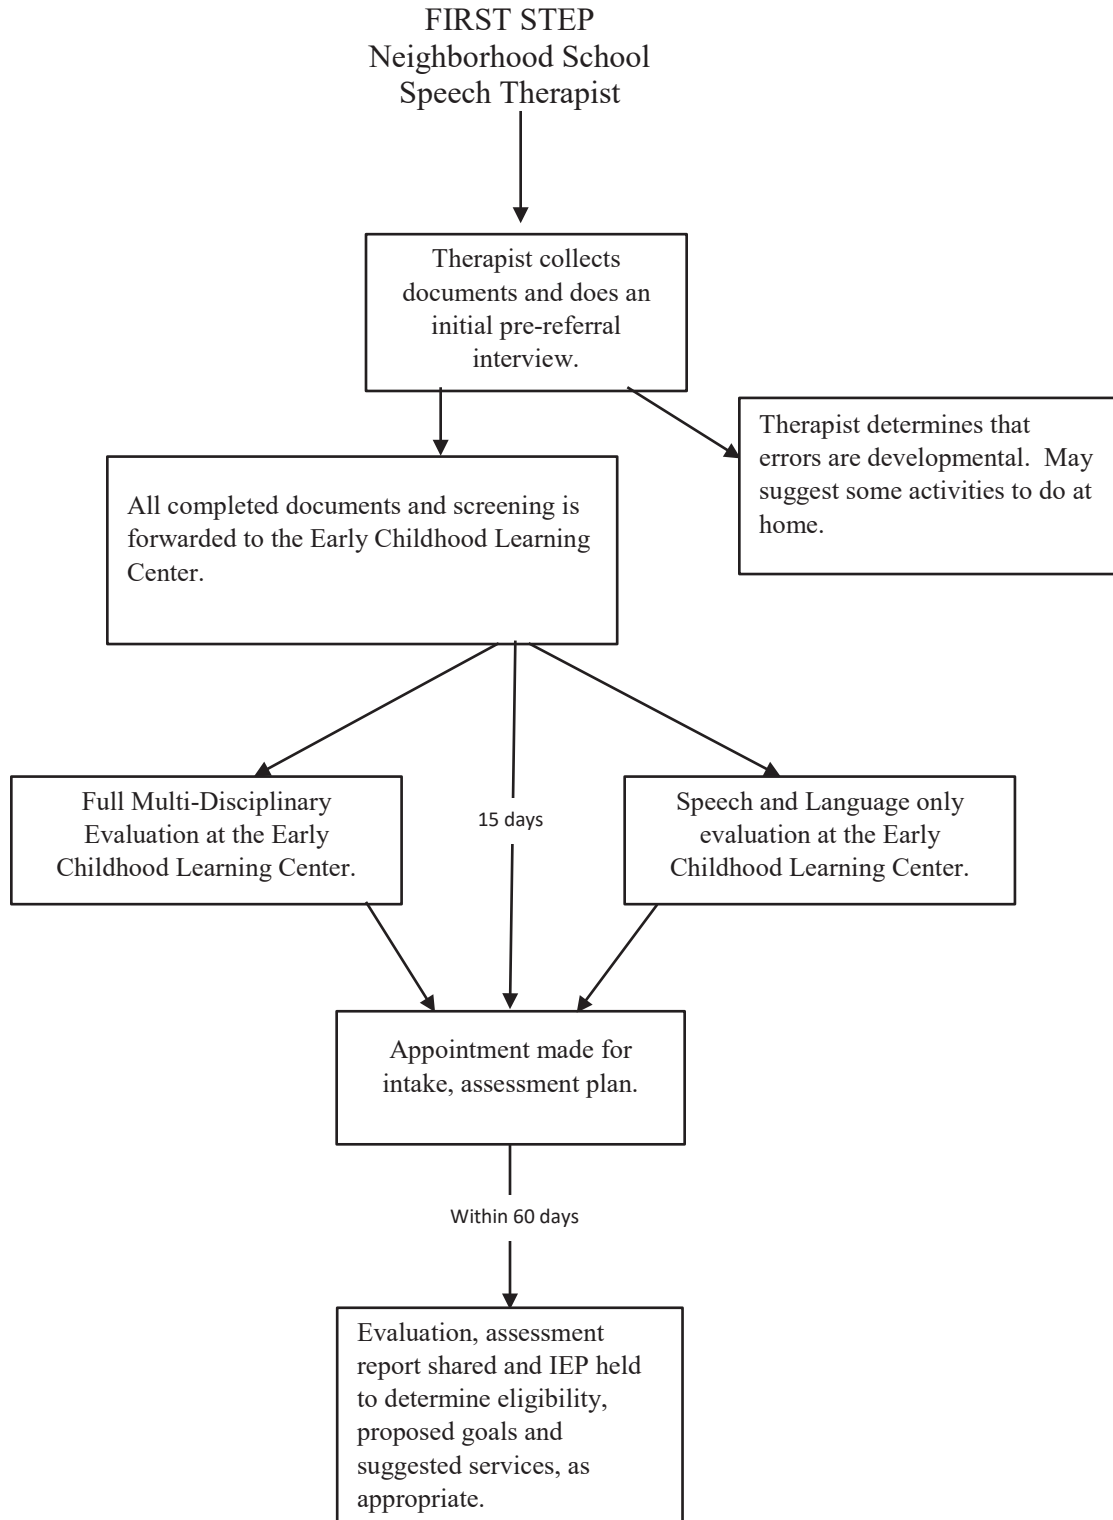 FIRST STEP
Neighborhood School
Speech Therapist
Therapist collects
documents and does an
initial pre-referral
interview.
Therapist determines that
errors are developmental.  May
suggest some activities to do at
home.
All completed documents and screening is
forwarded to the Early Childhood Learning
Center.
Full Multi-Disciplinary
Evaluation at the Early
Childhood Learning Center.
15 days
Speech and Language only
evaluation at the Early
Childhood Learning Center.
Appointment made for
intake, assessment plan.
Within 60 days
Evaluation, assessment
report shared and IEP held
to determine eligibility,
proposed goals and
suggested services, as
appropriate.